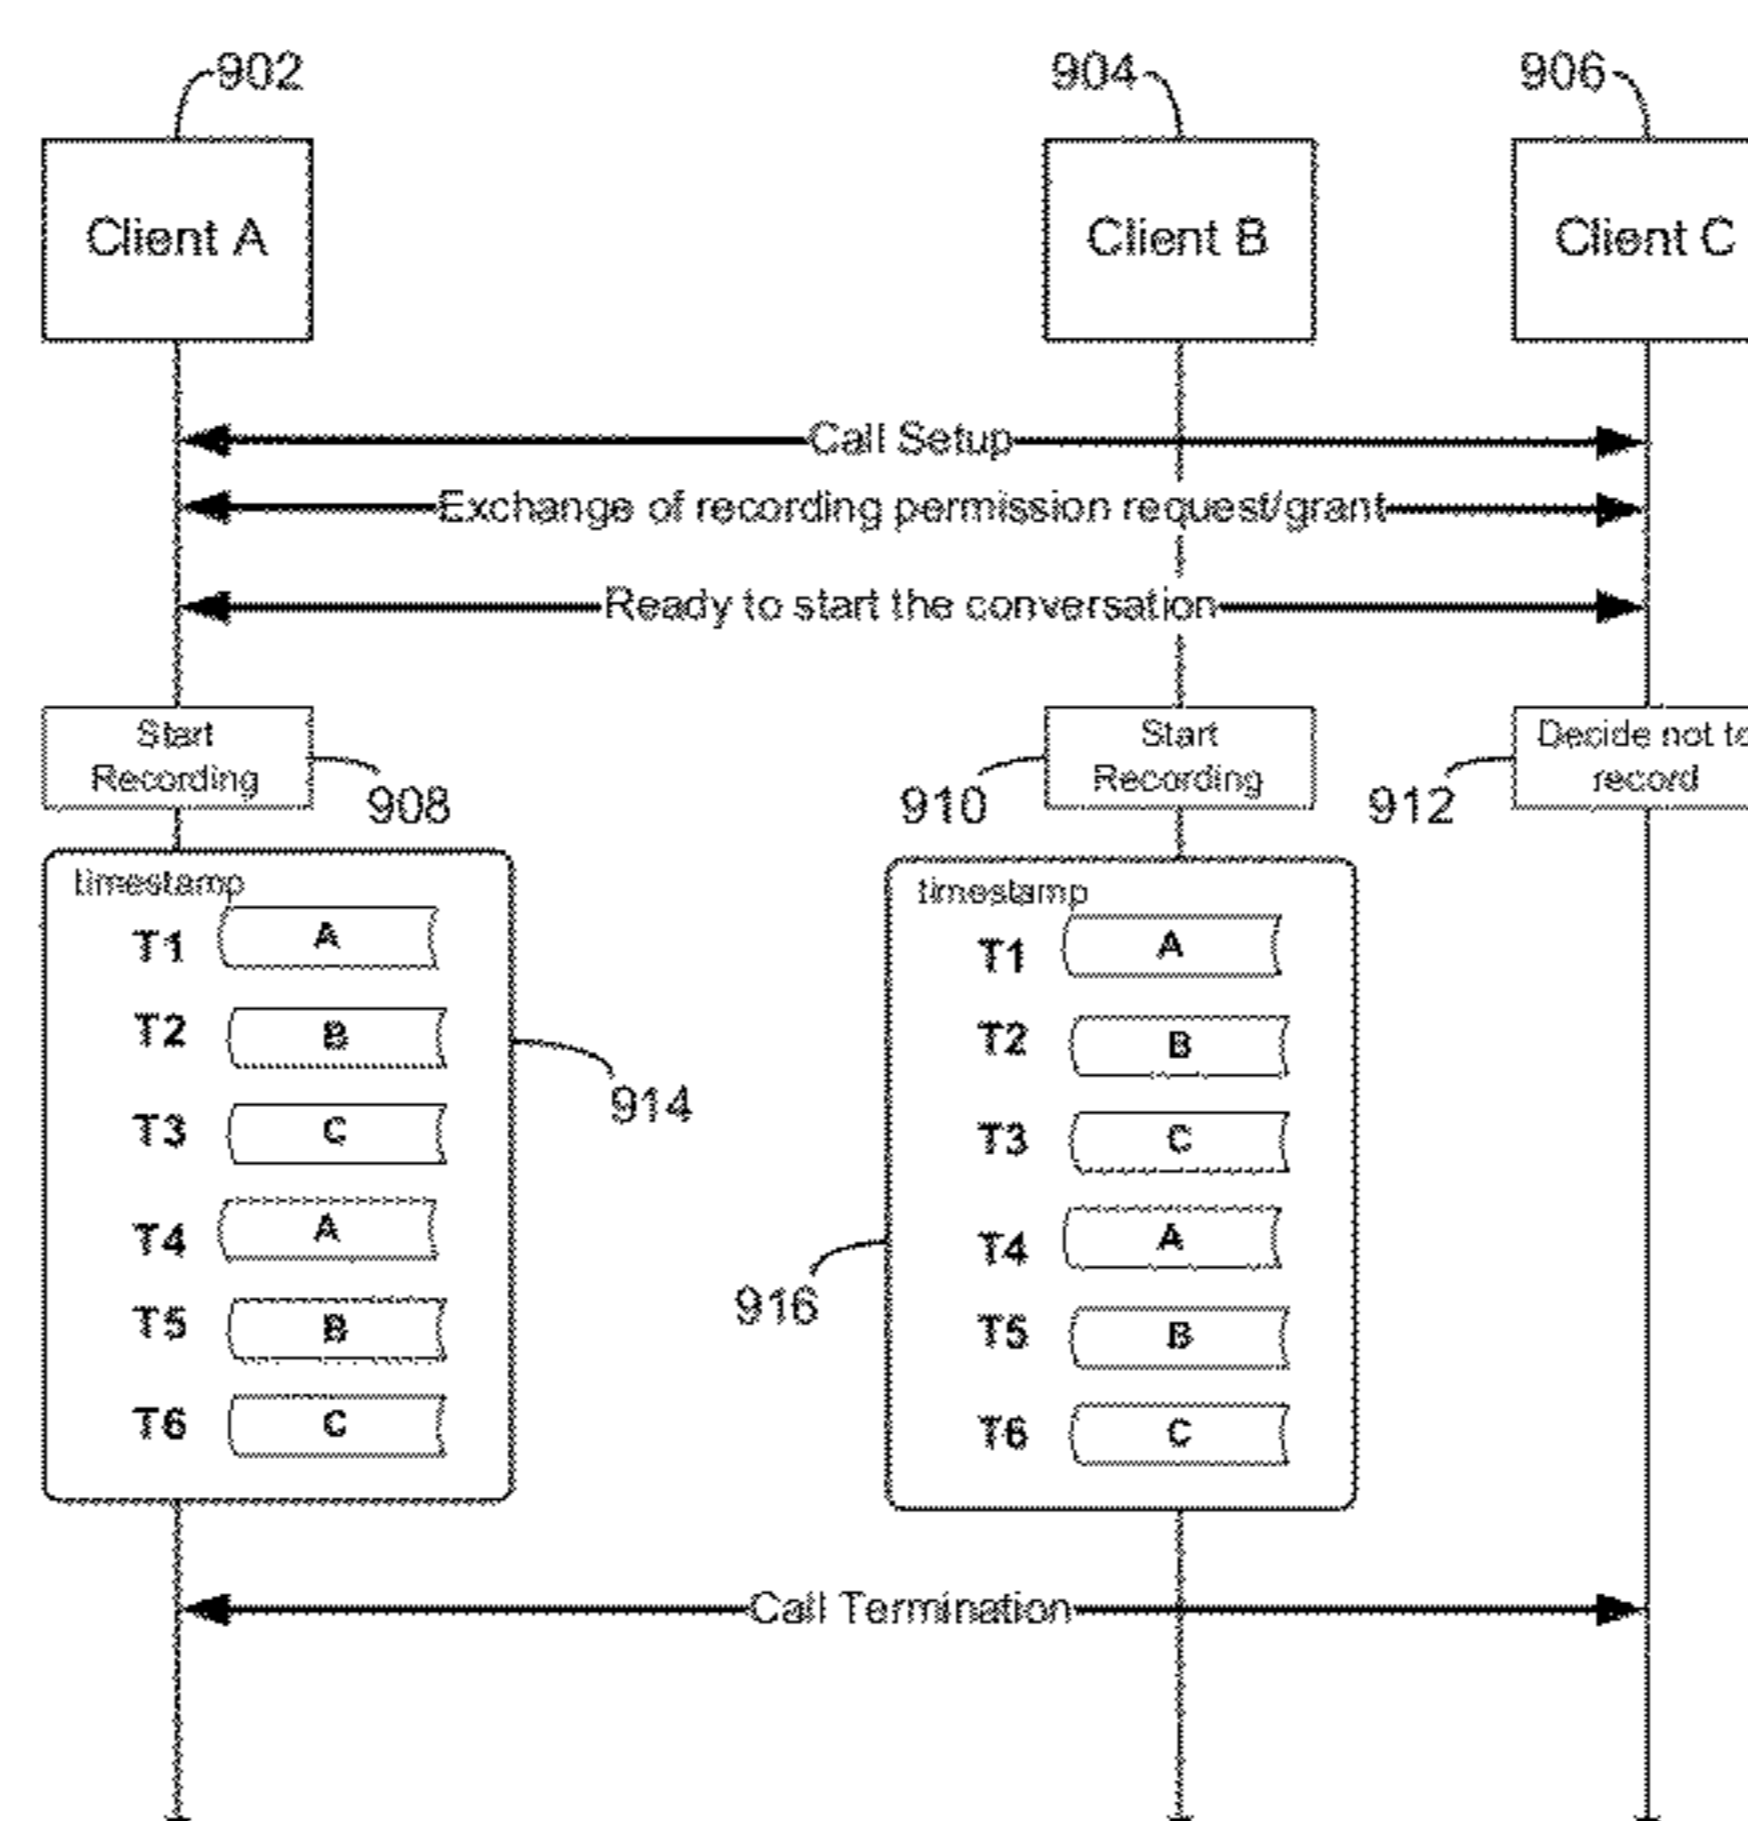 902
904
906
Client A
Client B
Client C
Call Setup
Exchange of recording permission request/grant
Ready to start the conversation
Start
Recording
908
910
Start
Recording
912
Decide not to
record
timestamp
T1 A
T2 B
T3 C
T4 A
T5 B
T6 C
914
timestamp
T1 A
T2 B
T3 C
T4 A
T5 B
T6 C
916
Call Termination